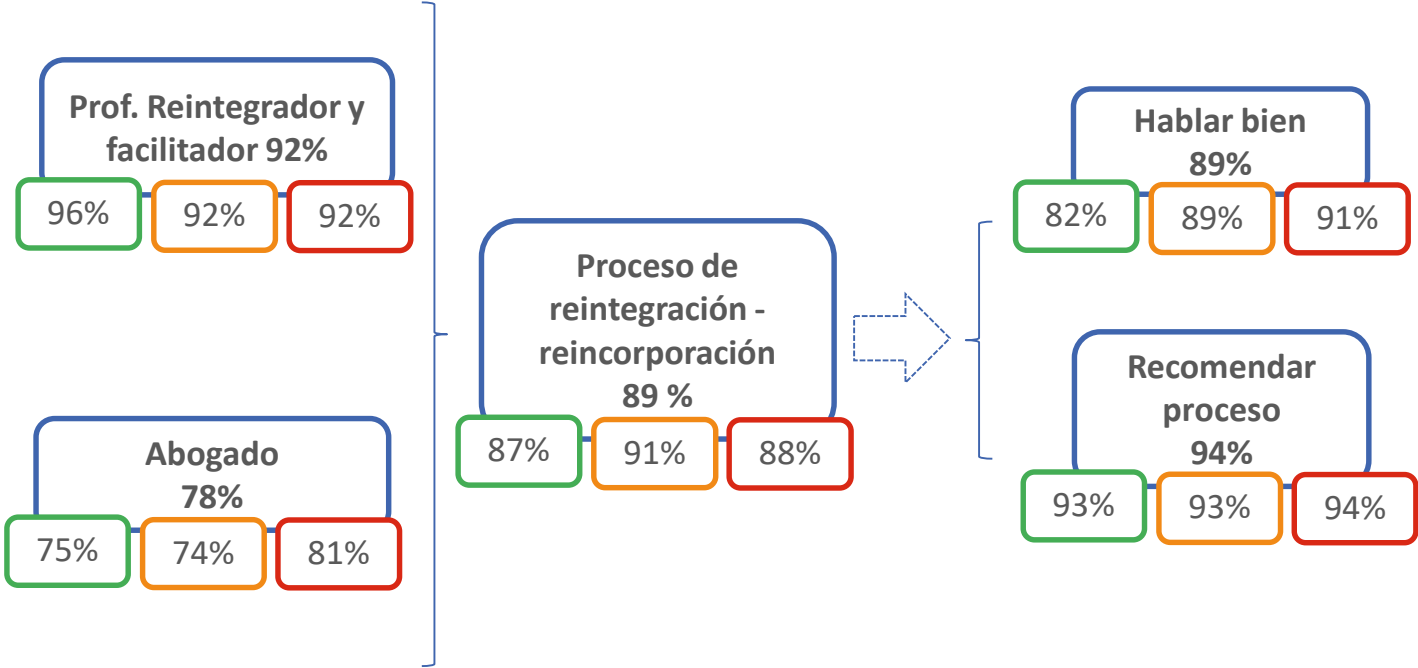 Prof. Reintegrador y
facilitador 92%
96%
92%
92%
Abogado
78%
75%
74%
81%
Proceso de
reintegración -
reincorporación
89 %
87%
91%
88%
Hablar bien
89%
82%
89%
91%
Recomendar
proceso
94%
93%
93%
94%